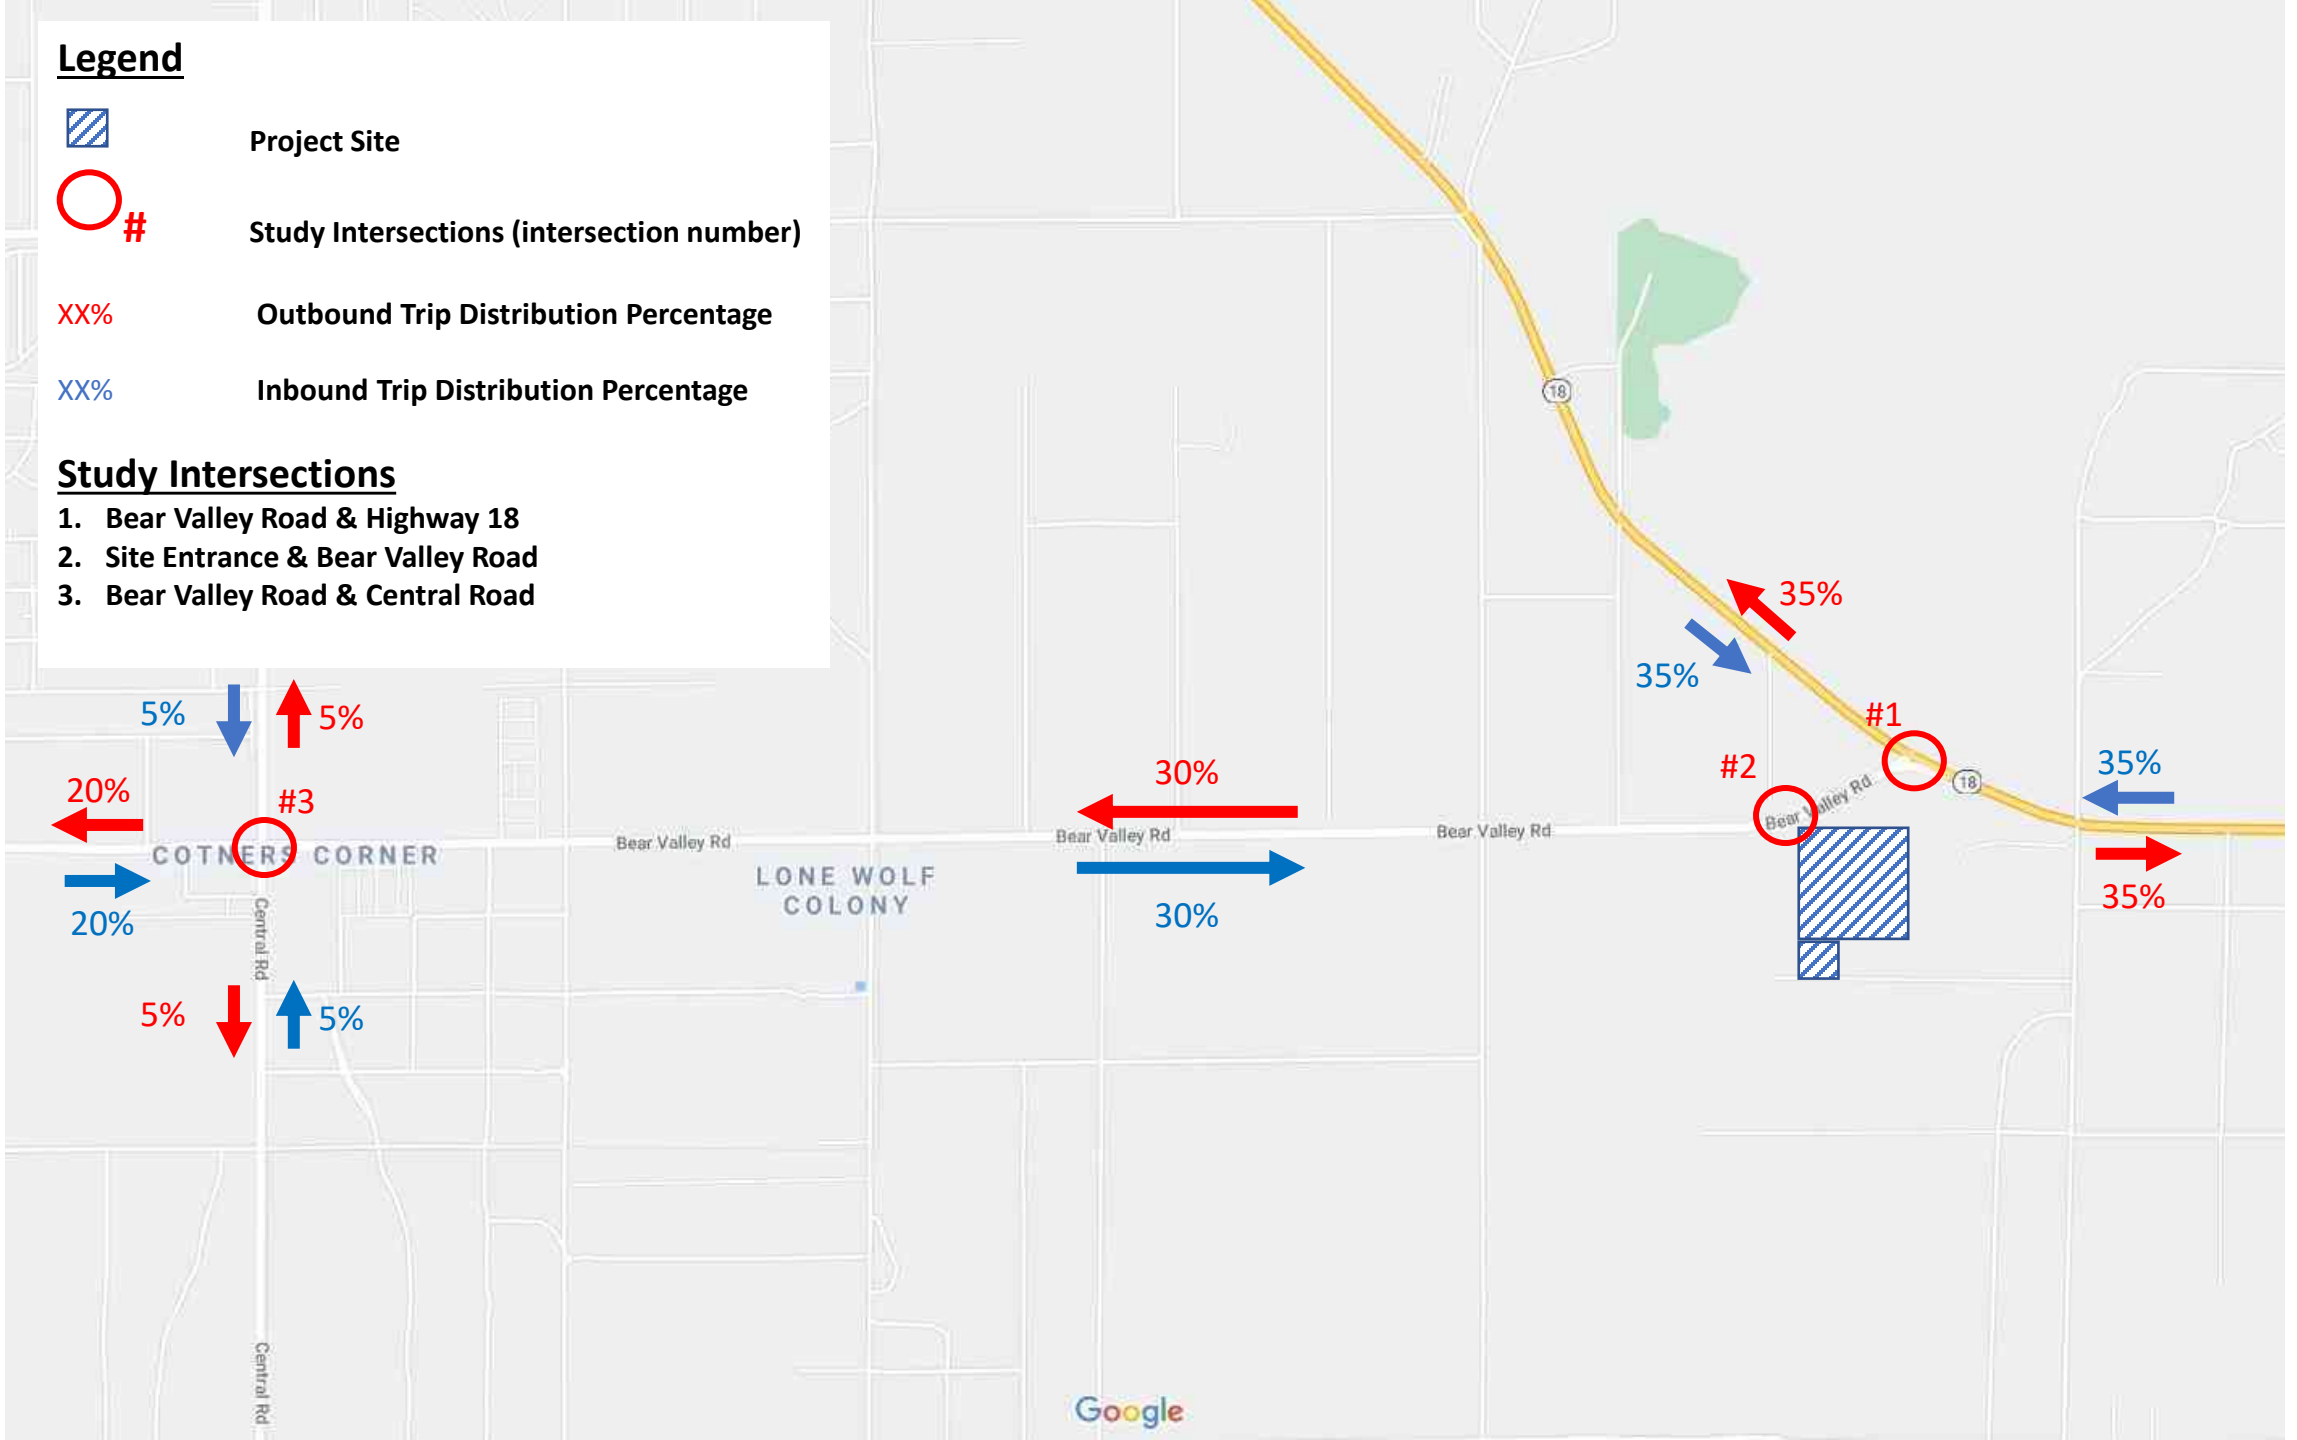 Legend
Project Site
#
Study Intersections (intersection number)
XX% Outbound Trip Distribution Percentage
XX% Inbound Trip Distribution Percentage
Study Intersections
1. Bear Valley Road & Highway 18
2. Site Entrance & Bear Valley Road
3. Bear Valley Road & Central Road
18
35%
35%
5%
5%
#1
#2
35%
20%
#3
30%
18
Bear Valley Rd
Bear Valley Rd
Bear Valley Rd
Bear Valley Rd
COTNERS CORNER
LONE WOLF
COLONY
35%
20%
30%
Central Rd
5%
5%
Central Rd
Google